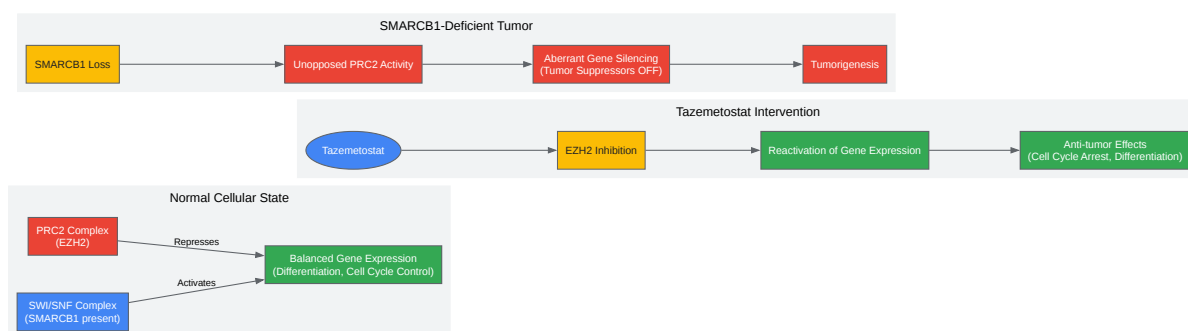 SMARCB1-Deficient Tumor
SMARCB1 Loss
Unopposed PRC2 Activity
Aberrant Gene Silencing
(Tumor Suppressors OFF)
Tumorigenesis
Tazemetostat Intervention
Tazemetostat
EZH2 Inhibition
Reactivation of Gene Expression
Anti-tumor Effects
(Cell Cycle Arrest, Differentiation)
Normal Cellular State
PRC2 Complex
(EZH2)
Represses
Balanced Gene Expression
(Differentiation, Cell Cycle Control)
Activates
SWI/SNF Complex
(SMARCB1 present)